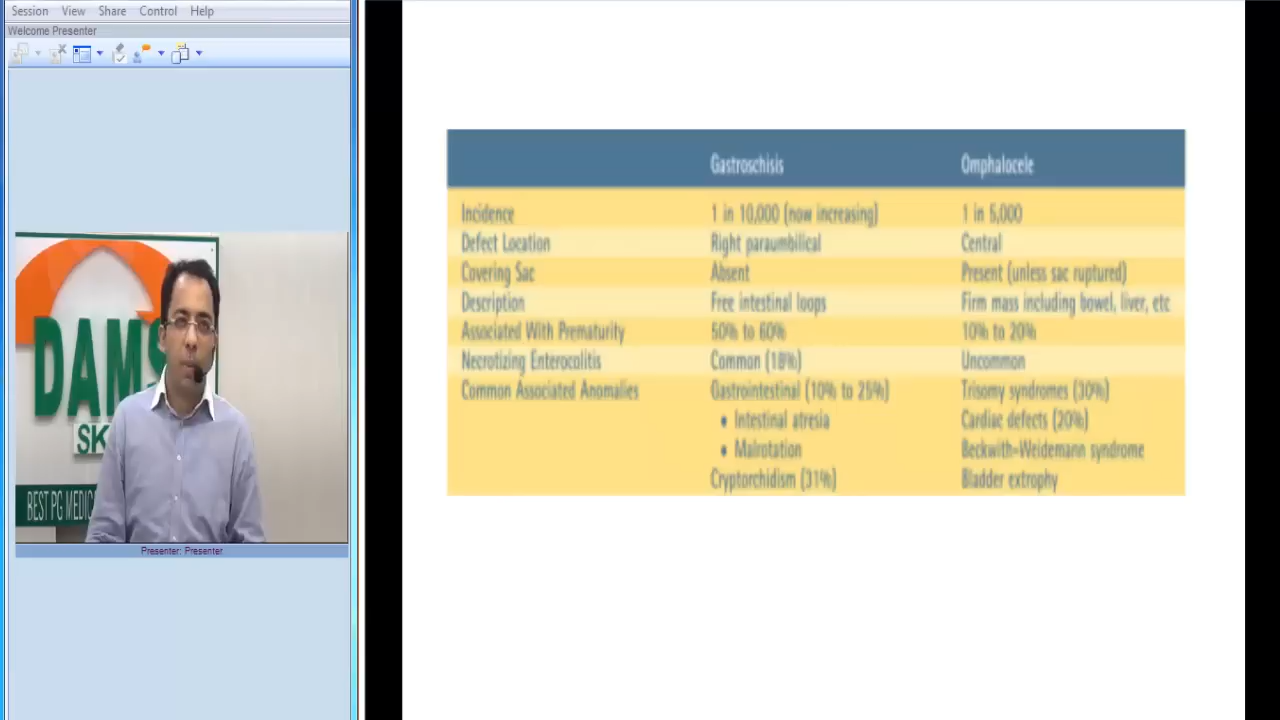 Session View Share Control Help
Welcome Presenter
DAMS
SK
BEST PG MEDIC
Presenter: Presenter
Gastroschisis Omphalocele
Incidence 1 in 10,000 (now increasing) 1 in 5,000
Defect Location Right paraumbilical Central
Covering Sac Absent Present (unless sac ruptured)
Description Free intestinal loops Firm mass including bowel, liver, etc
Associated With Prematurity 50% to 60% 10% to 20%
Necrotizing Enterocolitis Common (18%) Uncommon
Common Associated Anomalies Gastrointestinal (10% to 25%) Trisomy syndromes (30%)
• Intestinal atresia Cardiac defects (20%)
• Malrotation Beckwith-Weidemann syndrome
Cryptorchidism (31%) Bladder extrophy